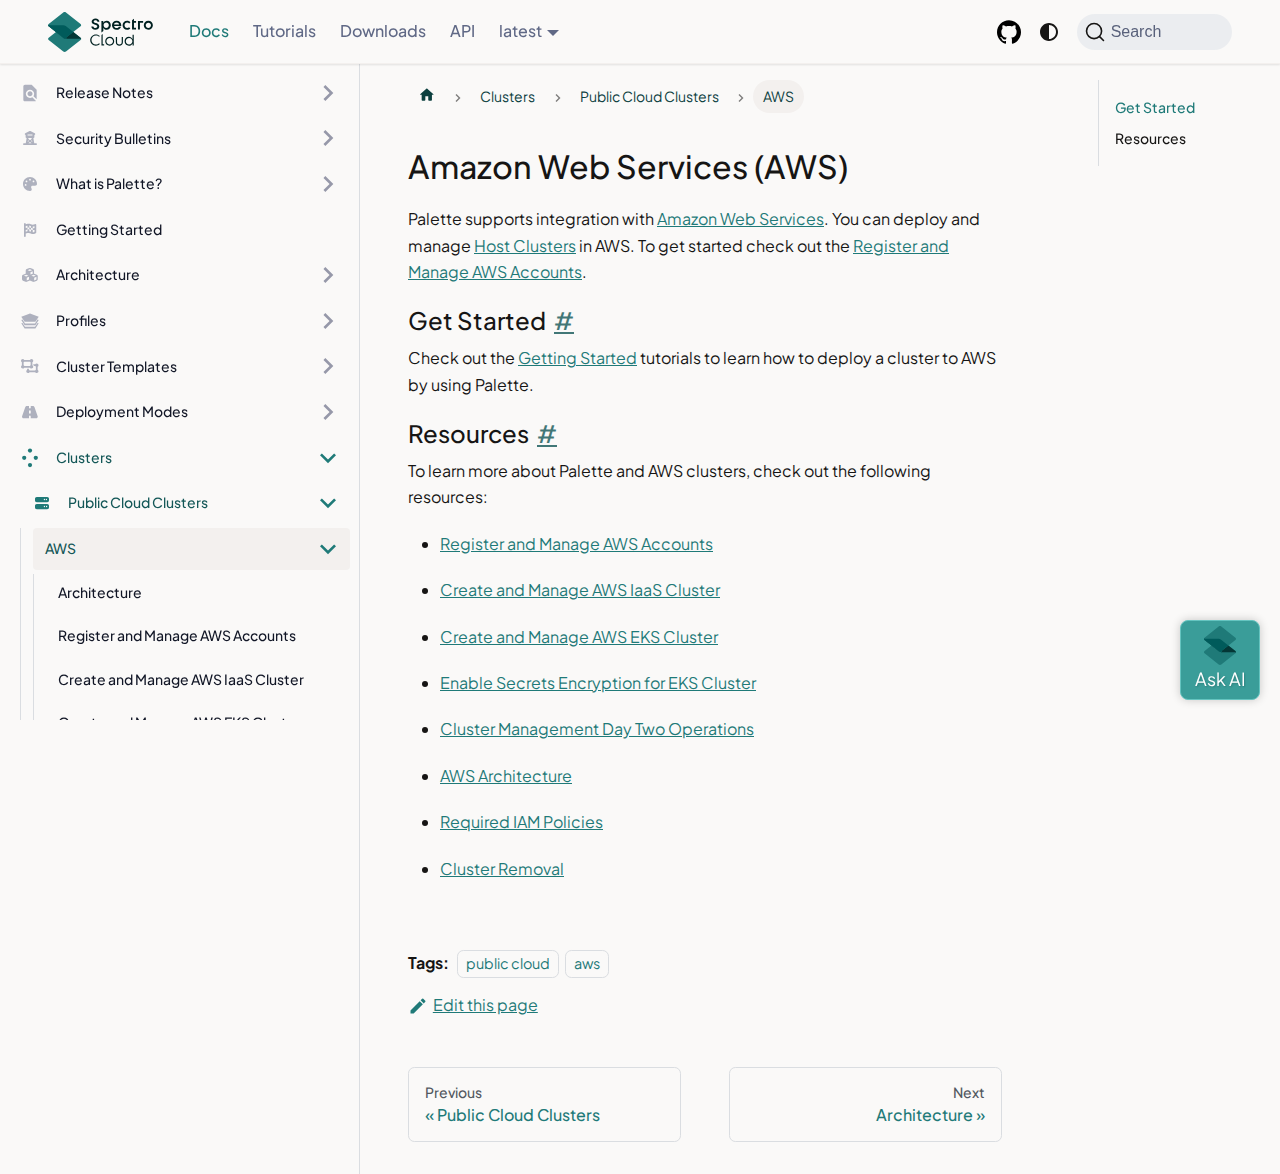 Spectro
Cloud
Docs
Tutorials
Downloads
API
latest
Search
Release Notes
Security Bulletins
What is Palette?
Getting Started
Architecture
Profiles
Cluster Templates
Deployment Modes
Clusters
Public Cloud Clusters
AWS
Architecture
Register and Manage AWS Accounts
Create and Manage AWS IaaS Cluster
Create and Manage AWS EKS Cluster
Clusters
Public Cloud Clusters
AWS
Amazon Web Services (AWS)
Palette supports integration with Amazon Web Services. You can deploy and
manage Host Clusters in AWS. To get started check out the Register and
Manage AWS Accounts.
Get Started #
Check out the Getting Started tutorials to learn how to deploy a cluster to AWS
by using Palette.
Resources #
To learn more about Palette and AWS clusters, check out the following
resources:
Register and Manage AWS Accounts
Create and Manage AWS IaaS Cluster
Create and Manage AWS EKS Cluster
Enable Secrets Encryption for EKS Cluster
Cluster Management Day Two Operations
AWS Architecture
Required IAM Policies
Cluster Removal
Tags: public cloud aws
Edit this page
Previous
« Public Cloud Clusters
Next
Architecture »
Get Started
Resources
Ask AI